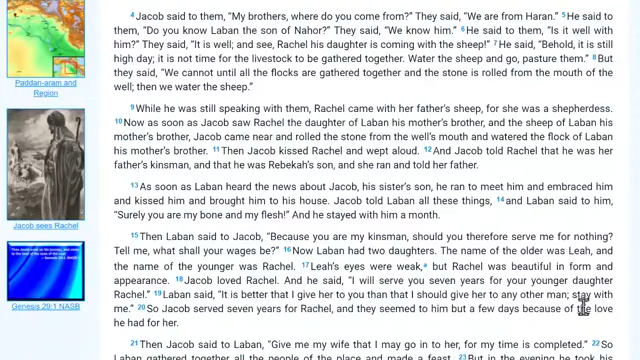 4 Jacob said to them, “My brothers, where do you come from?” They said, “We are from Haran.” 5 He said to
them, “Do you know Laban the son of Nahor?” They said, “We know him.” 6 He said to them, “Is it well with
him?” They said, “It is well; and see, Rachel his daughter is coming with the sheep!” 7 He said, “Behold, it is still
high day; it is not time for the livestock to be gathered together. Water the sheep and go, pasture them.” 8 But
they said, “We cannot until all the flocks are gathered together and the stone is rolled from the mouth of the
well; then we water the sheep.”
9 While he was still speaking with them, Rachel came with her father’s sheep, for she was a shepherdess.
10 Now as soon as Jacob saw Rachel the daughter of Laban his mother’s brother, and the sheep of Laban his
mother’s brother, Jacob came near and rolled the stone from the well’s mouth and watered the flock of Laban
his mother’s brother. 11 Then Jacob kissed Rachel and wept aloud. 12 And Jacob told Rachel that he was her
father’s kinsman, and that he was Rebekah’s son, and she ran and told her father.
13 As soon as Laban heard the news about Jacob, his sister’s son, he ran to meet him and embraced him
and kissed him and brought him to his house. Jacob told Laban all these things, 14 and Laban said to him,
“Surely you are my bone and my flesh!” And he stayed with him a month.
15 Then Laban said to Jacob, “Because you are my kinsman, should you therefore serve me for nothing?
Tell me, what shall your wages be?” 16 Now Laban had two daughters. The name of the older was Leah, and
the name of the younger was Rachel. 17 Leah’s eyes were weak,a but Rachel was beautiful in form and
appearance. 18 Jacob loved Rachel. And he said, “I will serve you seven years for your younger daughter
Rachel.” 19 Laban said, “It is better that I give her to you than that I should give her to any other man; stay with
me.” 20 So Jacob served seven years for Rachel, and they seemed to him but a few days because of the love
he had for her.
21 Then Jacob said to Laban, “Give me my wife that I may go in to her, for my time is completed.” 22 So
Laban gathered together all the people of the place and made a feast. 23 But in the evening he took his
Paddan-aram and
Region
Jacob sees Rachel
Genesis 29:1 NASB